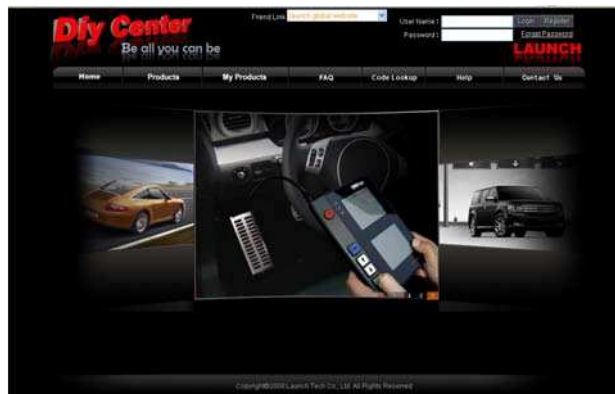 Diy Center
Be all you can be
Friend Link launch global website
User Name : Login Register
Password : Forget Password
LAUNCH
Home Products My Products FAQ Code Lookup Help Contact Us
Copyright©2008 Launch Tech Co., Ltd. All Rights Reserved